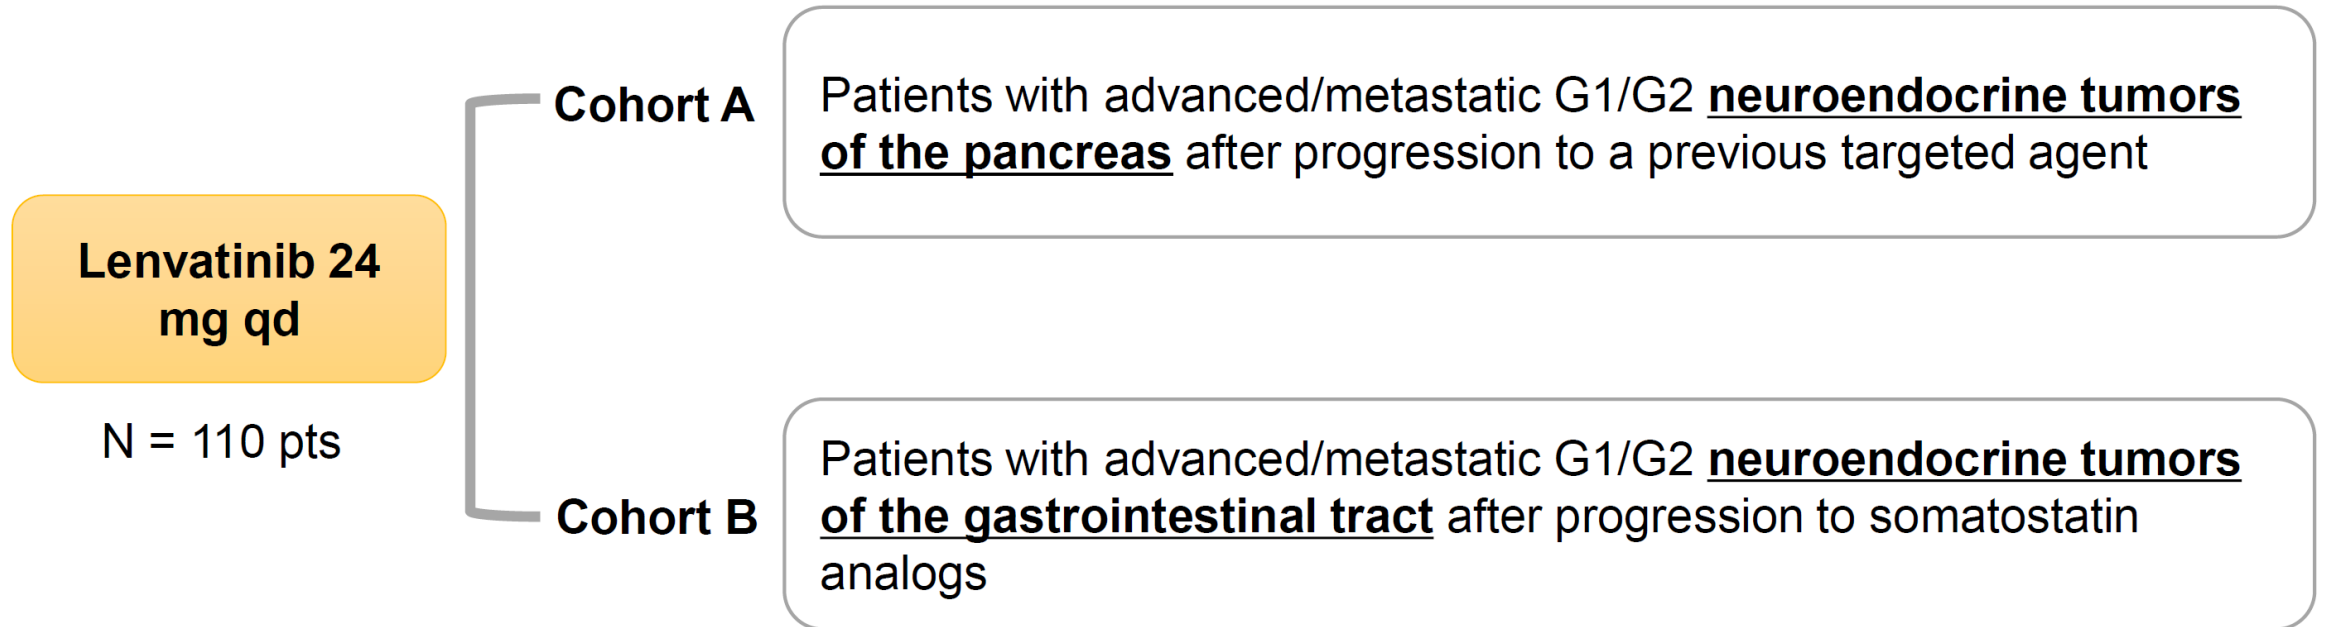 Lenvatinib 24
mg qd
N = 110 pts
Cohort A
Patients with advanced/metastatic G1/G2 neuroendocrine tumors
of the pancreas after progression to a previous targeted agent
Cohort B
Patients with advanced/metastatic G1/G2 neuroendocrine tumors
of the gastrointestinal tract after progression to somatostatin
analogs